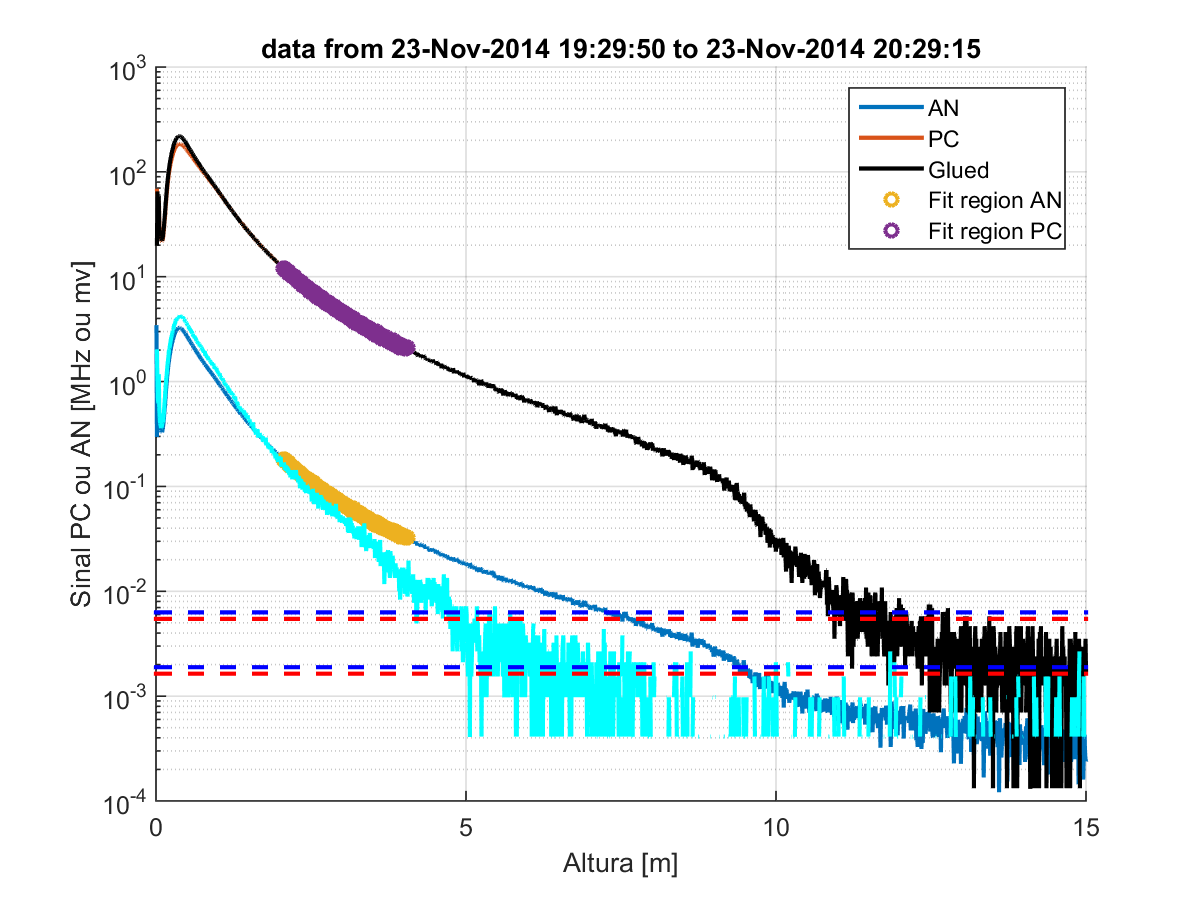 data from 23-Nov-2014 19:29:50 to 23-Nov-2014 20:29:15
Sinal PC ou AN [MHz ou mv]
10^3
10^2
10^1
10^0
10^-1
10^-2
10^-3
10^-4
AN
PC
Glued
Fit region AN
Fit region PC
0 5 10 15
Altura [m]